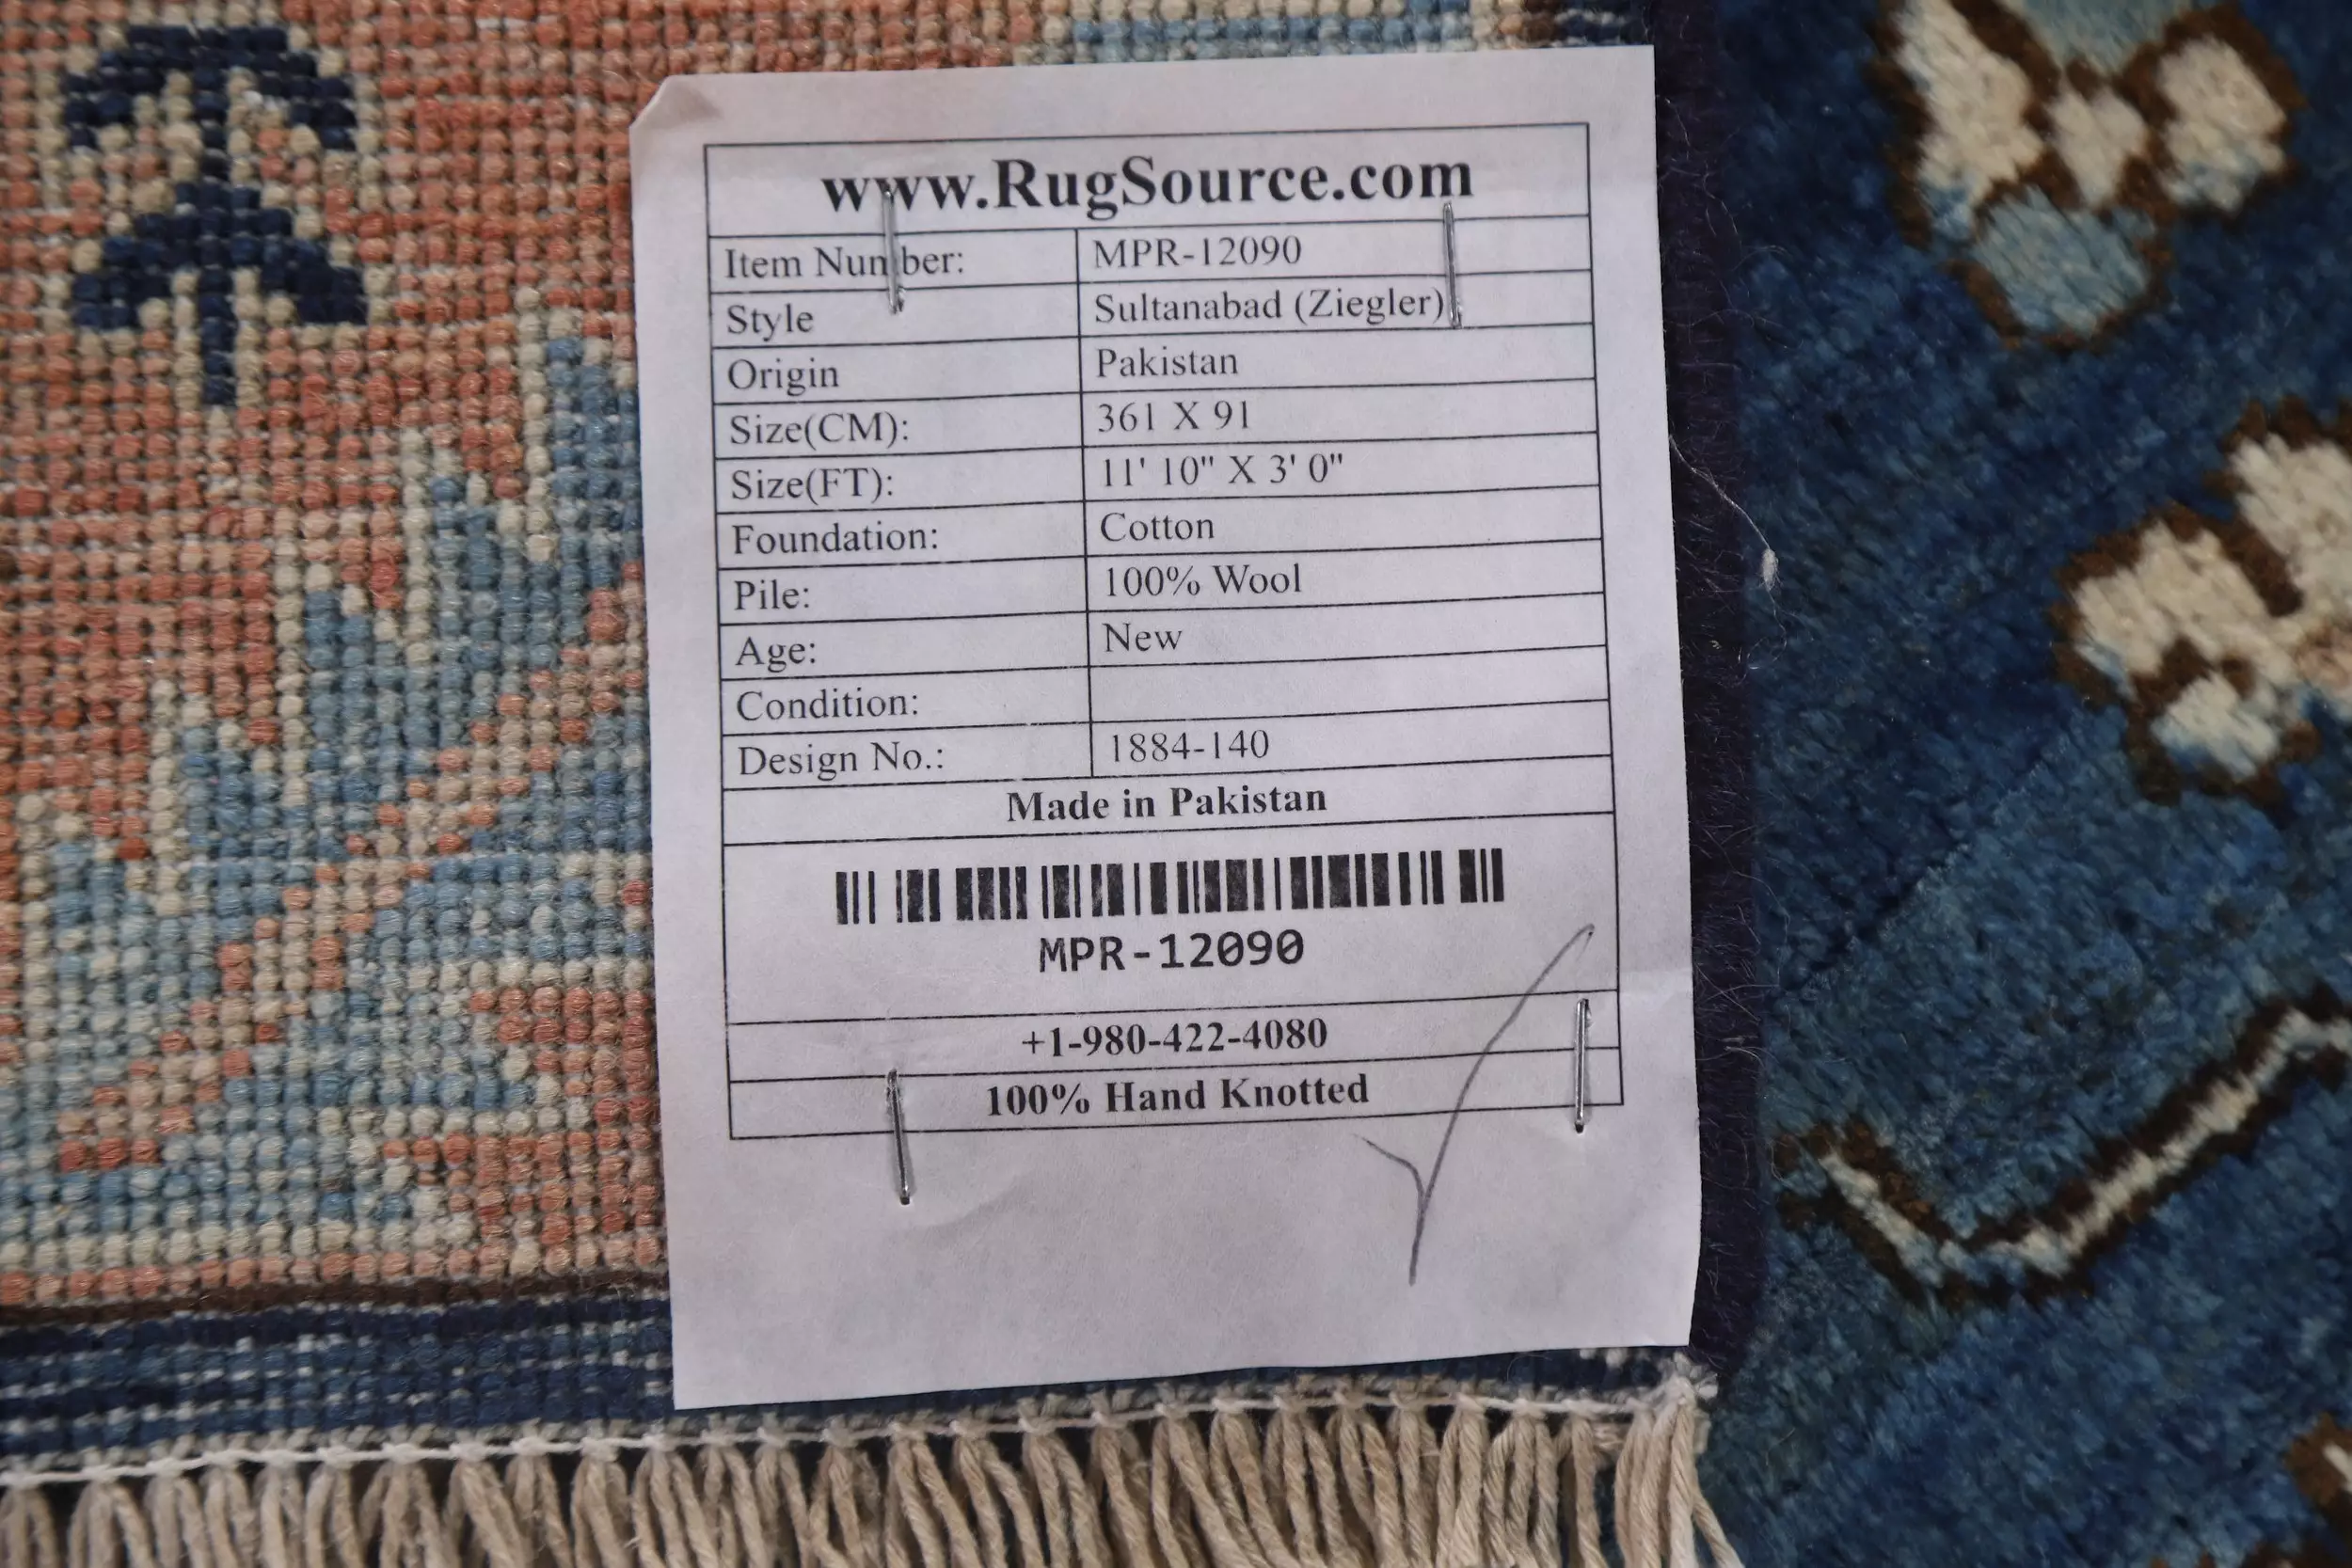 www.RugSource.com
Item Number: MPR-12090
Style Sultanabad (Ziegler)
Origin Pakistan
Size(CM): 361 X 91
Size(FT): 11' 10" X 3' 0"
Foundation: Cotton
Pile: 100% Wool
Age: New
Condition:
Design No.: 1884-140
Made in Pakistan
MPR-12090
+1-980-422-4080
100% Hand Knotted